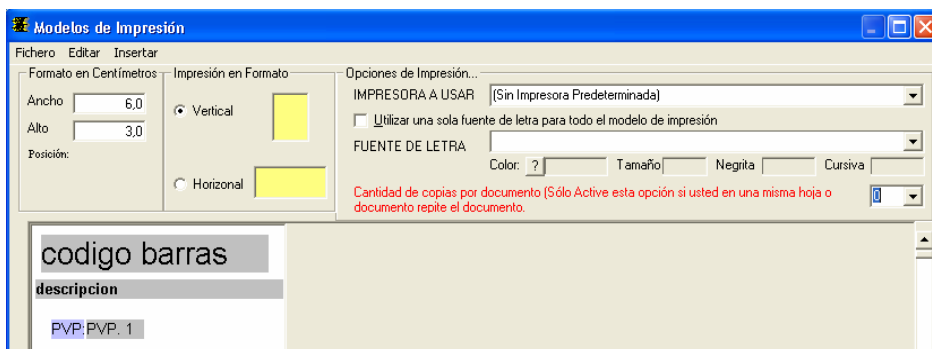 Modelos de Impresión
Fichero Editar Insertar
Formato en Centímetros
Ancho 6,0
Alto 3,0
Posición:
Impresión en Formato
Vertical
Horizonal
Opciones de Impresión...
IMPRESORA A USAR (Sin Impresora Predeterminada)
Utilizar una sola fuente de letra para todo el modelo de impresión
FUENTE DE LETRA
Color: ? Tamaño Negrita Cursiva
Cantidad de copias por documento (Sólo Active esta opción si usted en una misma hoja o 0
documento repite el documento.
codigo barras
descripcion
PVP: PVP. 1